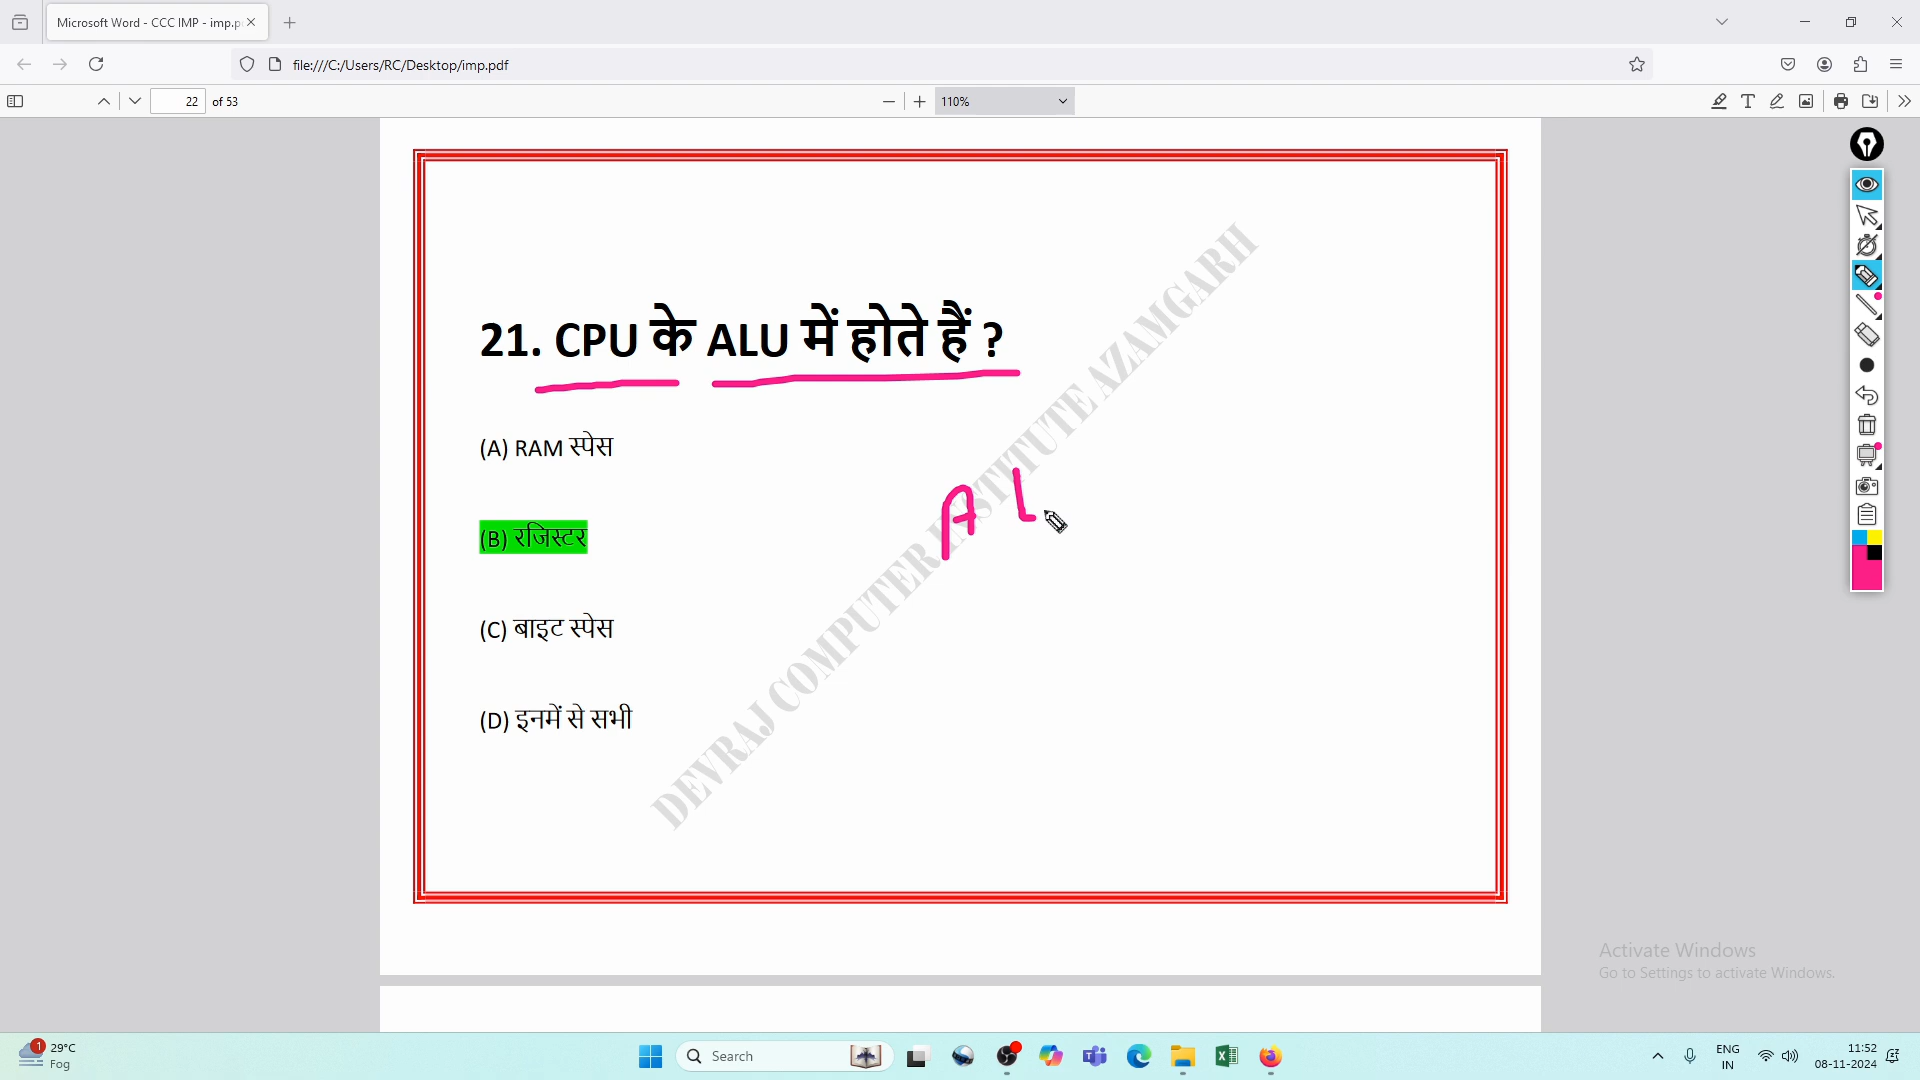 Microsoft Word - CCC IMP - imp.p
file:///C:/Users/RC/Desktop/imp.pdf
22 of 53
110%
21. CPU के ALU में होते हैं ?
(A) RAM स्पेस
(B) रजिस्टर
(C) बाइट स्पेस
(D) इनमें से सभी
A L
DEVRAJ COMPUTER INSTITUTE AZAMGARH
Activate Windows
Go to Settings to activate Windows.
1
29°C
Fog
Search
ENG
IN
11:52
08-11-2024